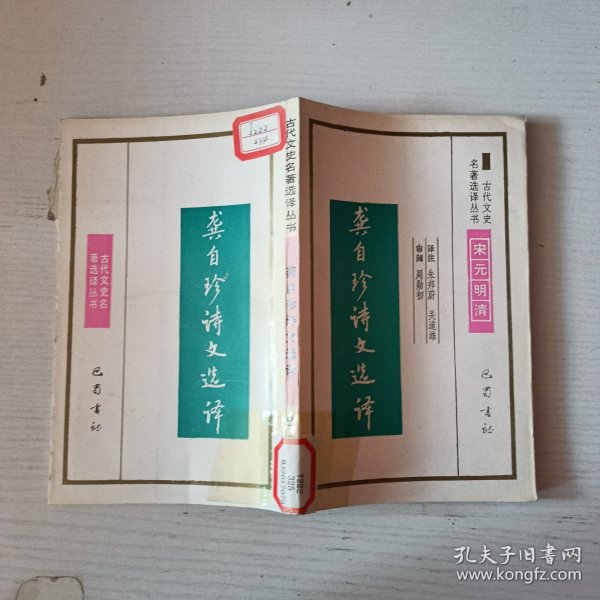 古代文史名
著选译丛书
龚自珍诗文选译
巴蜀书社
I222
234
古代文史名著选译丛书
I222
325
古代文史
名著选译丛书
宋元明清
龚自珍诗文选译
译注 朱邦蔚 关道雄
审阅 周勋初
巴蜀书社
孔夫子旧书网
www.kongfz.com